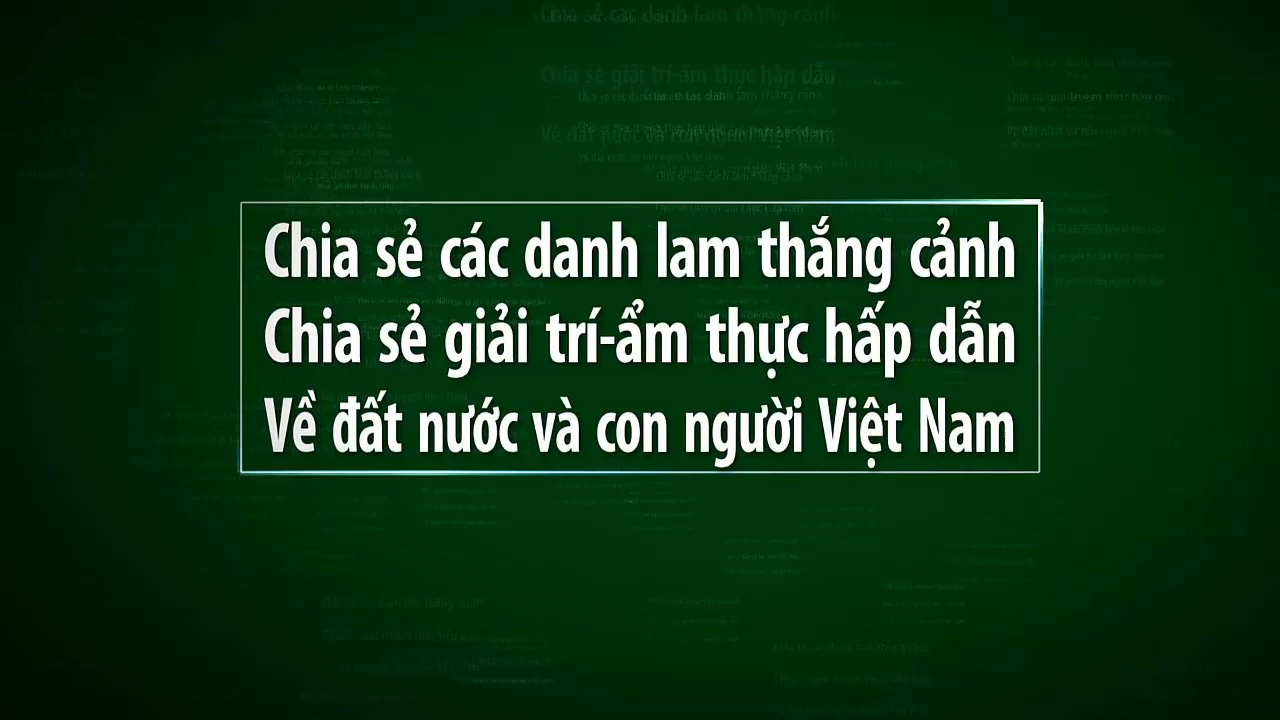 Chia sẻ các danh lam thắng cảnh
Chia sẻ giải trí-ẩm thực hấp dẫn
Về đất nước và con người Việt Nam